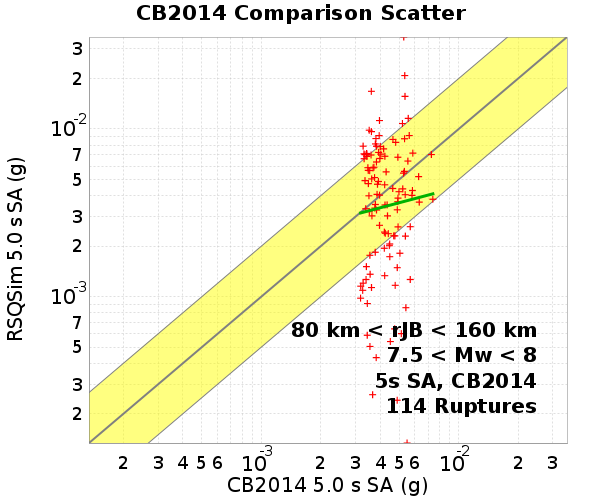 CB2014 Comparison Scatter
3
2
10-2
7
5
3
2
10-3
7
5
3
2
RSQSim 5.0 s SA (g)
80 km < rJB < 160 km
7.5 < Mw < 8
5s SA, CB2014
114 Ruptures
2 3 4 5 6 10-3 2 3 4 5 6 10-2 2 3
CB2014 5.0 s SA (g)